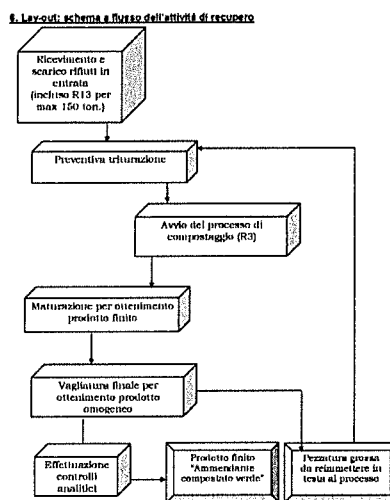 6. Lay-out: schema a flusso dell'attività di recupero
Ricevimento e
scarico rifiuti in
entrata
(incluso R13 per
max 150 ton.)
Preventiva triturazione
Avvio del processo di
compostaggio (R3)
Maturazione per ottenimento
prodotto finito
Vagliatura finale per
ottenimento prodotto
omogeneo
Effettuazione
controlli
analitici
Prodotto finito
"Ammendante
compostato verde"
Pezzatura grossa
da reimmettere in
testa al processo